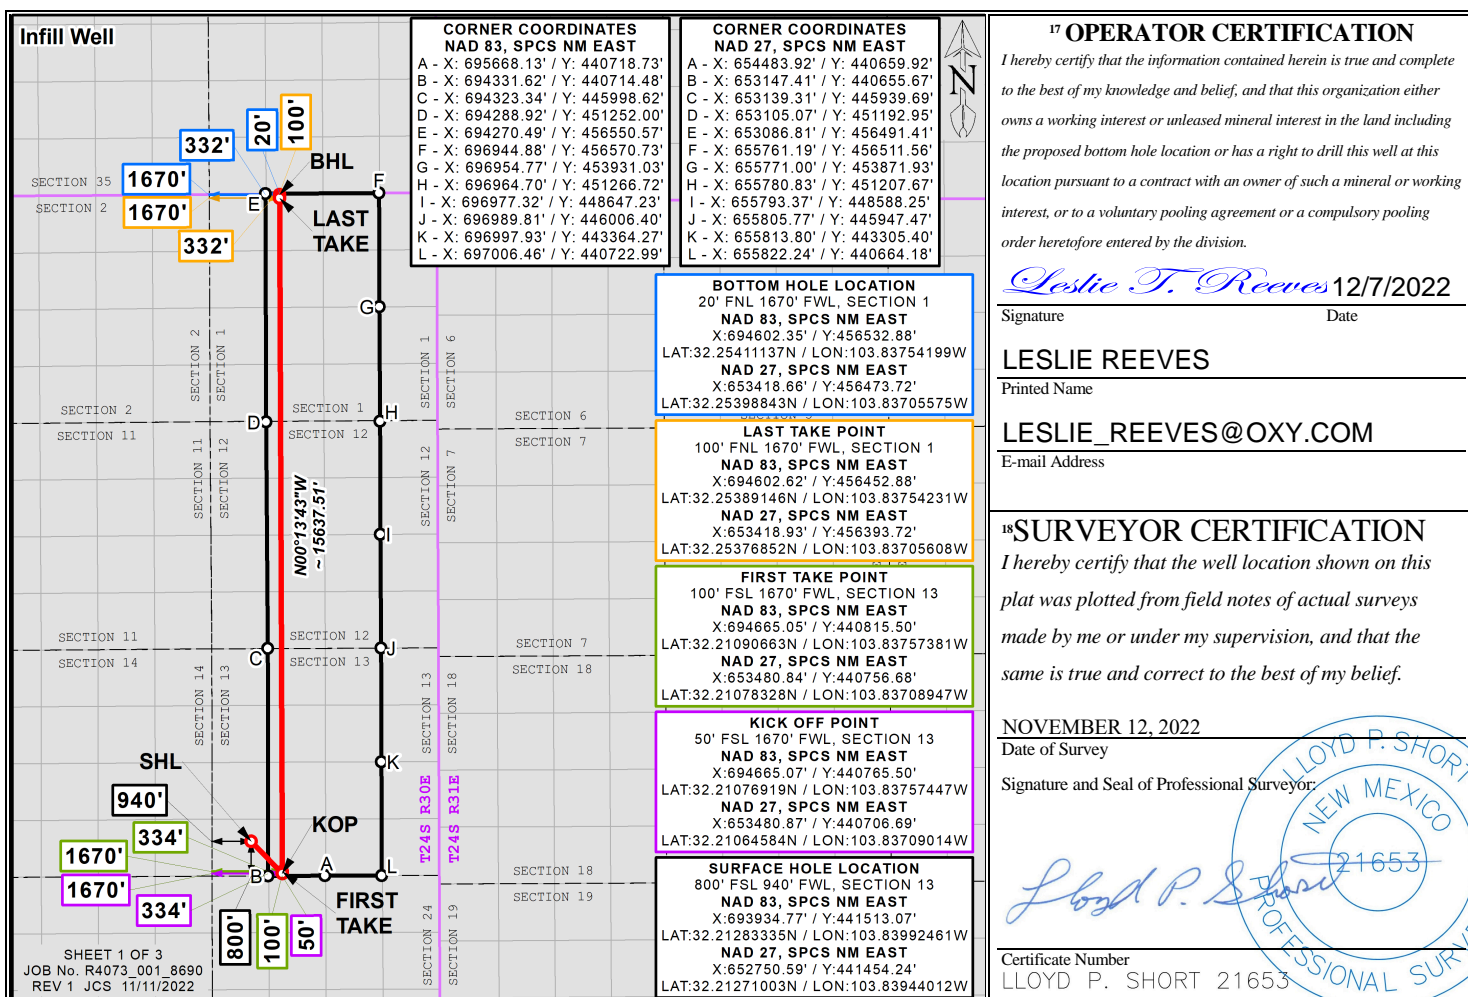 Infill Well
CORNER COORDINATES
NAD 83, SPCS NM EAST
A - X: 695668.13' / Y: 440718.73'
B - X: 694331.62' / Y: 440714.48'
C - X: 694323.34' / Y: 445998.62'
D - X: 694288.92' / Y: 451252.00'
E - X: 694270.49' / Y: 456550.57'
F - X: 696944.88' / Y: 456570.73'
G - X: 696954.77' / Y: 453931.03'
H - X: 696964.70' / Y: 451266.72'
I - X: 696977.32' / Y: 448647.23'
J - X: 696989.81' / Y: 446006.40'
K - X: 696997.93' / Y: 443364.27'
L - X: 697006.46' / Y: 440722.99'
CORNER COORDINATES
NAD 27, SPCS NM EAST
A - X: 654483.92' / Y: 440659.92'
B - X: 653147.41' / Y: 440655.67'
C - X: 653139.31' / Y: 445939.69'
D - X: 653105.07' / Y: 451192.95'
E - X: 653086.81' / Y: 456491.41'
F - X: 655761.19' / Y: 456511.56'
G - X: 655771.00' / Y: 453871.93'
H - X: 655780.83' / Y: 451207.67'
I - X: 655793.37' / Y: 448588.25'
J - X: 655805.77' / Y: 445947.47'
K - X: 655813.80' / Y: 443305.40'
L - X: 655822.24' / Y: 440664.18'
N
332'
20'
100'
BHL
1670'
SECTION 35
SECTION 2
1670'
332'
E
F
LAST
TAKE
G
SECTION 2
SECTION 1
SECTION 1
SECTION 6
SECTION 2
SECTION 11
D
SECTION 1
SECTION 12
H
SECTION 6
SECTION 7
SECTION 11
SECTION 12
SECTION 12
SECTION 7
N00°13'43"W
~ 15637.51'
I
SECTION 11
SECTION 14
C
SECTION 12
SECTION 13
J
SECTION 7
SECTION 18
SECTION 14
SECTION 13
SECTION 13
SECTION 18
K
SHL
940'
334'
1670'
1670'
334'
KOP
T24S R30E
T24S R31E
B
A
L
FIRST
TAKE
800'
100'
50'
SECTION 18
SECTION 19
SECTION 24
SECTION 19
SHEET 1 OF 3
JOB No. R4073_001_8690
REV 1 JCS 11/11/2022
BOTTOM HOLE LOCATION
20' FNL 1670' FWL, SECTION 1
NAD 83, SPCS NM EAST
X:694602.35' / Y:456532.88'
LAT:32.25411137N / LON:103.83754199W
NAD 27, SPCS NM EAST
X:653418.66' / Y:456473.72'
LAT:32.25398843N / LON:103.83705575W
LAST TAKE POINT
100' FNL 1670' FWL, SECTION 1
NAD 83, SPCS NM EAST
X:694602.62' / Y:456452.88'
LAT:32.25389146N / LON:103.83754231W
NAD 27, SPCS NM EAST
X:653418.93' / Y:456393.72'
LAT:32.25376852N / LON:103.83705608W
FIRST TAKE POINT
100' FSL 1670' FWL, SECTION 13
NAD 83, SPCS NM EAST
X:694665.05' / Y:440815.50'
LAT:32.21090663N / LON:103.83757381W
NAD 27, SPCS NM EAST
X:653480.84' / Y:440756.68'
LAT:32.21078328N / LON:103.83708947W
KICK OFF POINT
50' FSL 1670' FWL, SECTION 13
NAD 83, SPCS NM EAST
X:694665.07' / Y:440765.50'
LAT:32.21076919N / LON:103.83757447W
NAD 27, SPCS NM EAST
X:653480.87' / Y:440706.69'
LAT:32.21064584N / LON:103.83709014W
SURFACE HOLE LOCATION
800' FSL 940' FWL, SECTION 13
NAD 83, SPCS NM EAST
X:693934.77' / Y:441513.07'
LAT:32.21283335N / LON:103.83992461W
NAD 27, SPCS NM EAST
X:652750.59' / Y:441454.24'
LAT:32.21271003N / LON:103.83944012W
17 OPERATOR CERTIFICATION
I hereby certify that the information contained herein is true and complete
to the best of my knowledge and belief, and that this organization either
owns a working interest or unleased mineral interest in the land including
the proposed bottom hole location or has a right to drill this well at this
location pursuant to a contract with an owner of such a mineral or working
interest, or to a voluntary pooling agreement or a compulsory pooling
order heretofore entered by the division.
Leslie T. Reeves 12/7/2022
Signature Date
LESLIE REEVES
Printed Name
LESLIE_REEVES@OXY.COM
E-mail Address
18 SURVEYOR CERTIFICATION
I hereby certify that the well location shown on this
plat was plotted from field notes of actual surveys
made by me or under my supervision, and that the
same is true and correct to the best of my belief.
NOVEMBER 12, 2022
Date of Survey
Signature and Seal of Professional Surveyor:
LLOYD P. SHORT
NEW MEXICO
21653
PROFESSIONAL SURV
Lloyd P. Short
Certificate Number
LLOYD P. SHORT 21653